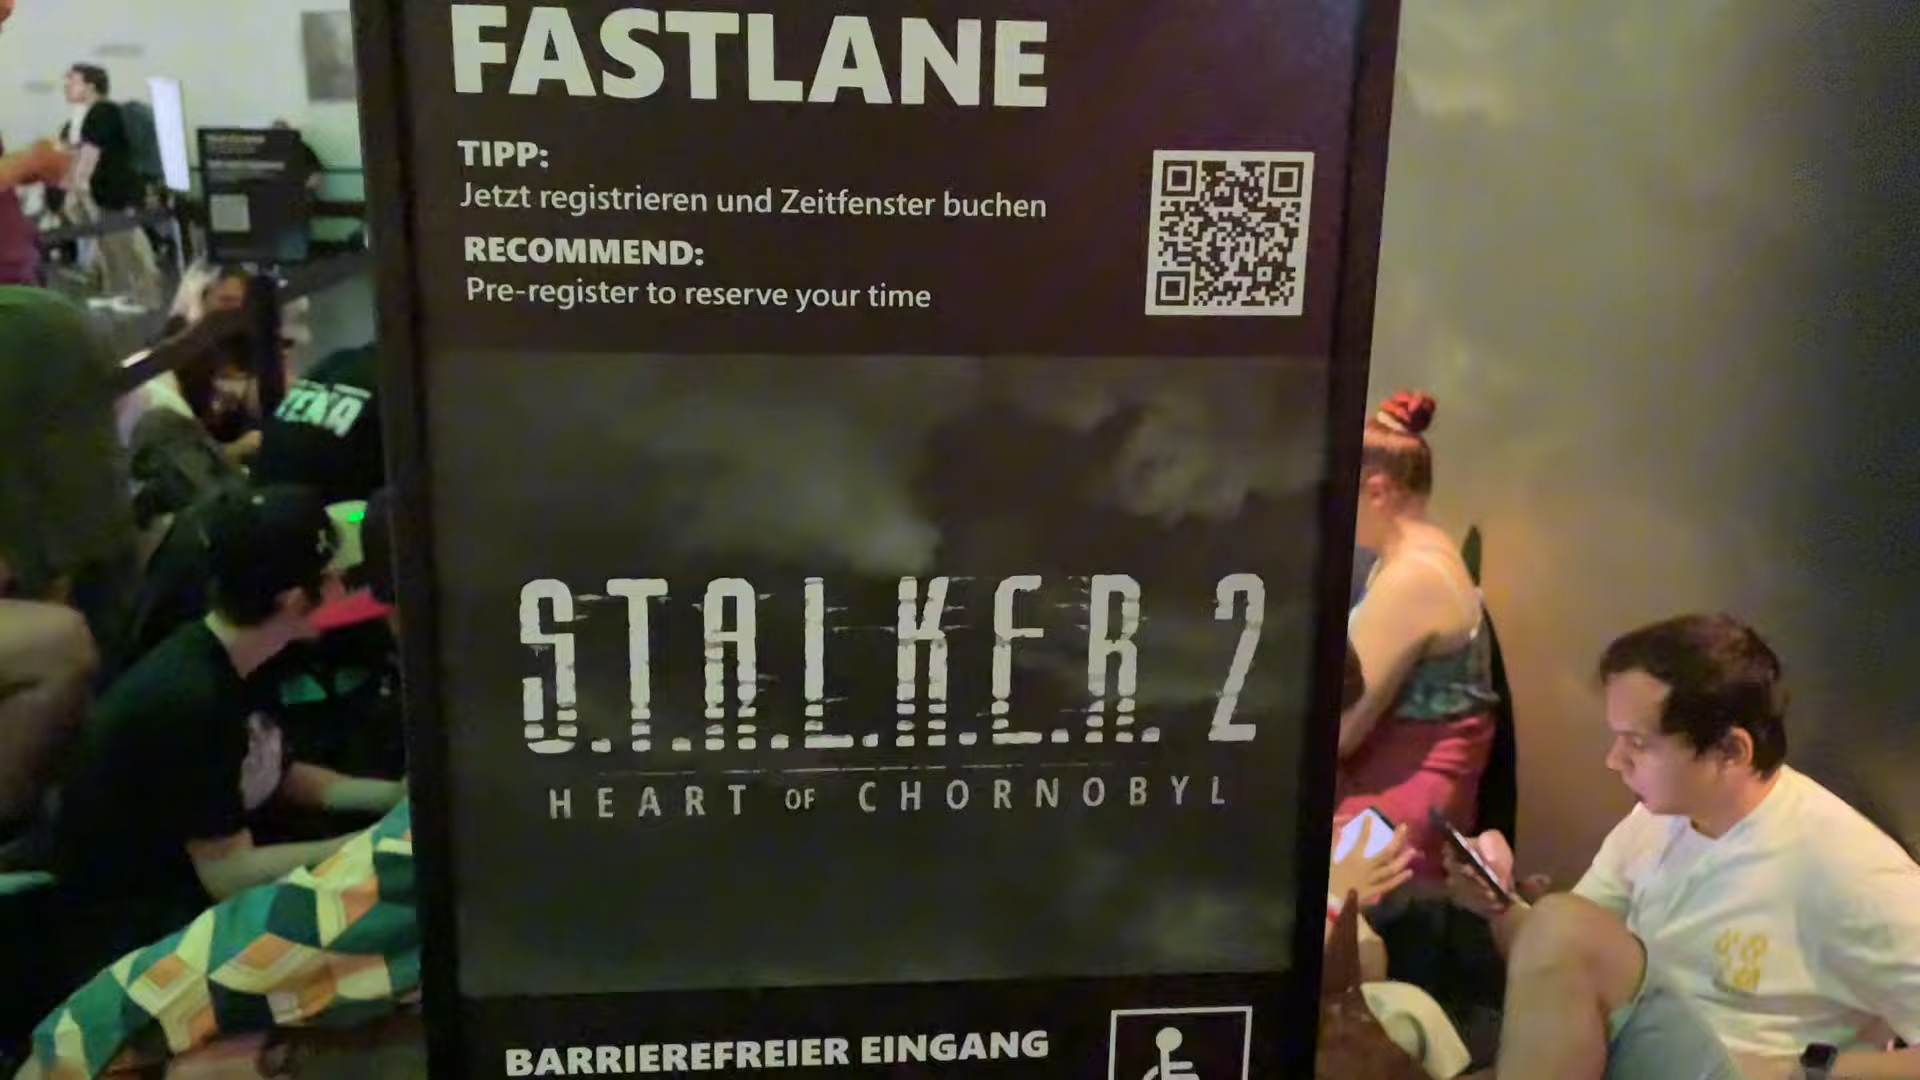 FASTLANE
TIPP:
Jetzt registrieren und Zeitfenster buchen
RECOMMEND:
Pre-register to reserve your time
S.T.A.L.K.E.R. 2
HEART OF CHORNOBYL
BARRIEREFREIER EINGANG